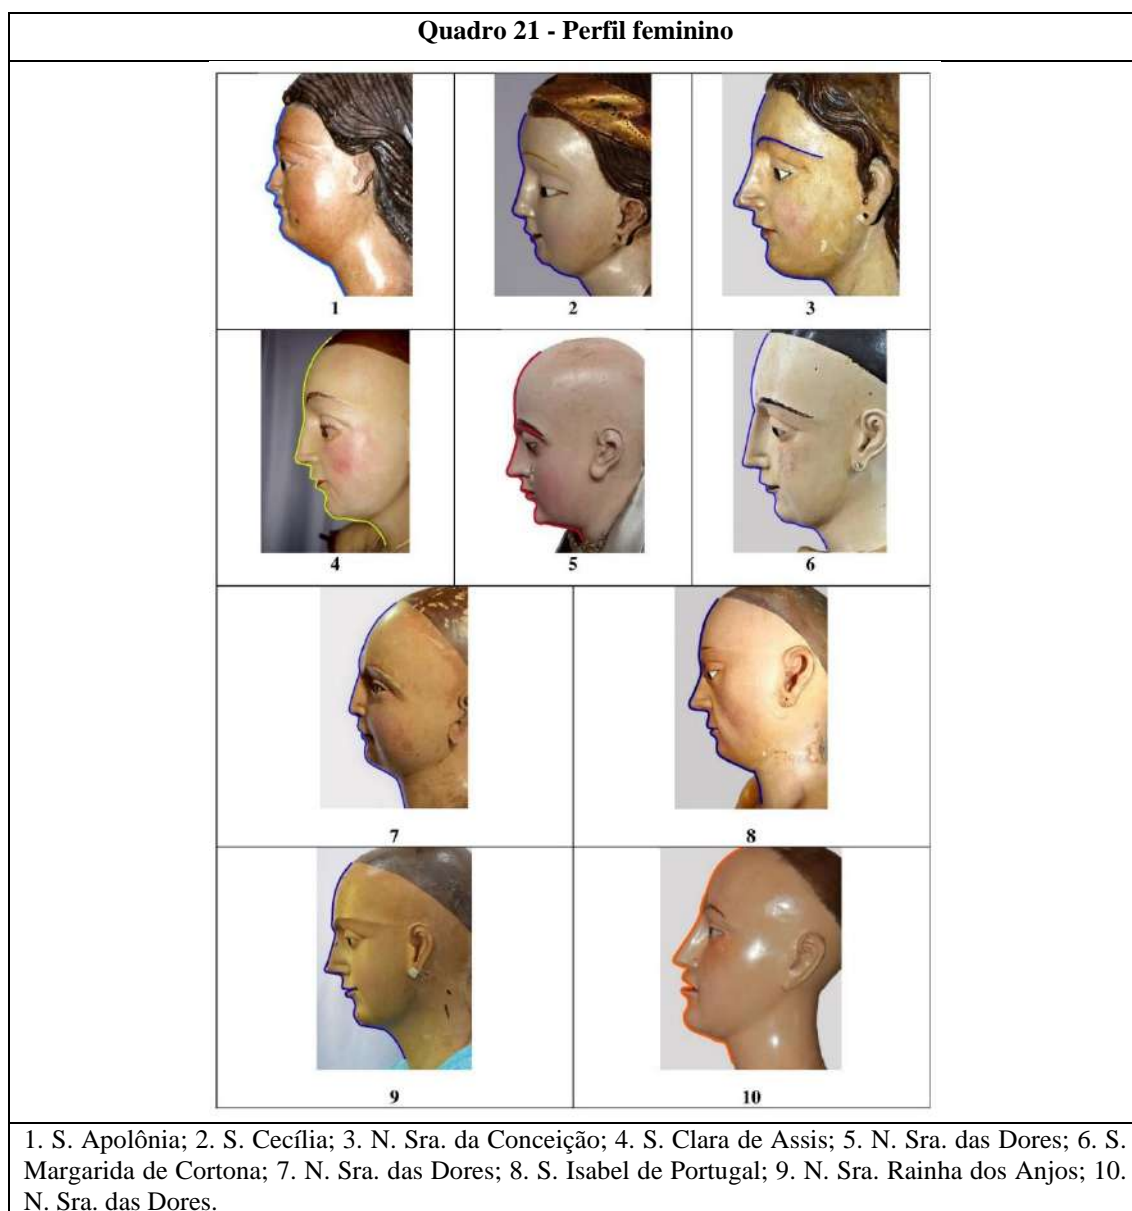 Quadro 21 - Perfil feminino
1
2
3
4
5
6
7
8
9
10
1. S. Apolônia; 2. S. Cecília; 3. N. Sra. da Conceição; 4. S. Clara de Assis; 5. N. Sra. das Dores; 6. S.
Margarida de Cortona; 7. N. Sra. das Dores; 8. S. Isabel de Portugal; 9. N. Sra. Rainha dos Anjos; 10.
N. Sra. das Dores.